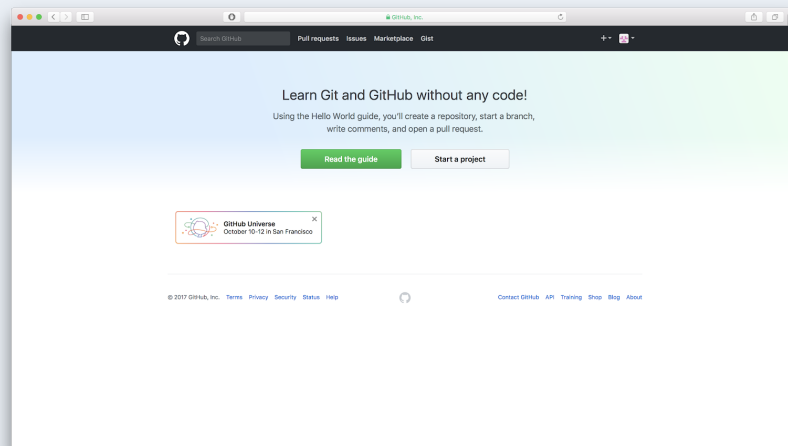 GitHub, Inc.
Search GitHub
Pull requests Issues Marketplace Gist
Learn Git and GitHub without any code!
Using the Hello World guide, you'll create a repository, start a branch,
write comments, and open a pull request.
Read the guide
Start a project
GitHub Universe
October 10-12 in San Francisco
© 2017 GitHub, Inc. Terms Privacy Security Status Help
Contact GitHub API Training Shop Blog About